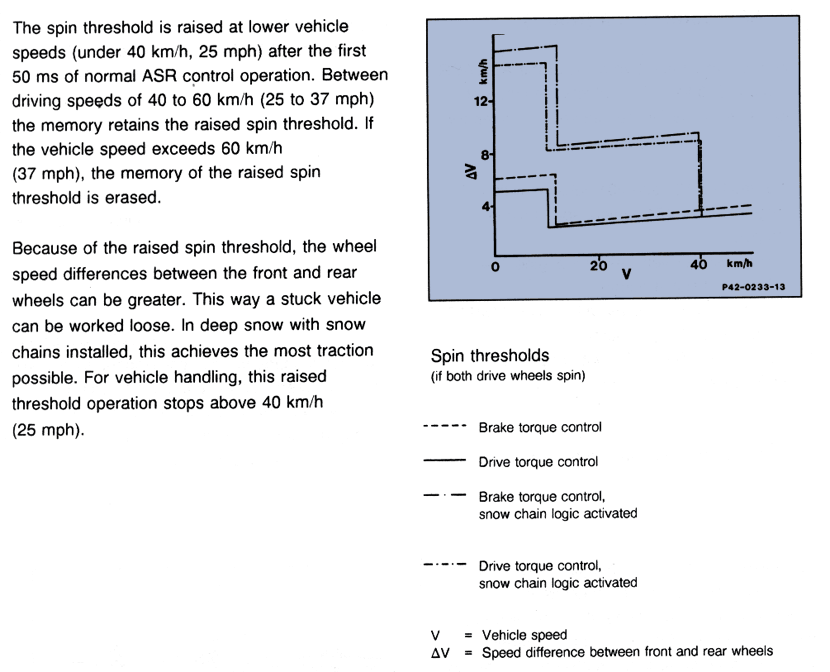 The spin threshold is raised at lower vehicle
speeds (under 40 km/h, 25 mph) after the first
50 ms of normal ASR control operation. Between
driving speeds of 40 to 60 km/h (25 to 37 mph)
the memory retains the raised spin threshold. If
the vehicle speed exceeds 60 km/h
(37 mph), the memory of the raised spin
threshold is erased.
Because of the raised spin threshold, the wheel
speed differences between the front and rear
wheels can be greater. This way a stuck vehicle
can be worked loose. In deep snow with snow
chains installed, this achieves the most traction
possible. For vehicle handling, this raised
threshold operation stops above 40 km/h
(25 mph).
km/h
12
8
ΔV
4
0
20
40
km/h
V
P42-0233-13
Spin thresholds
(if both drive wheels spin)
Brake torque control
Drive torque control
Brake torque control,
snow chain logic activated
Drive torque control,
snow chain logic activated
V = Vehicle speed
ΔV = Speed difference between front and rear wheels